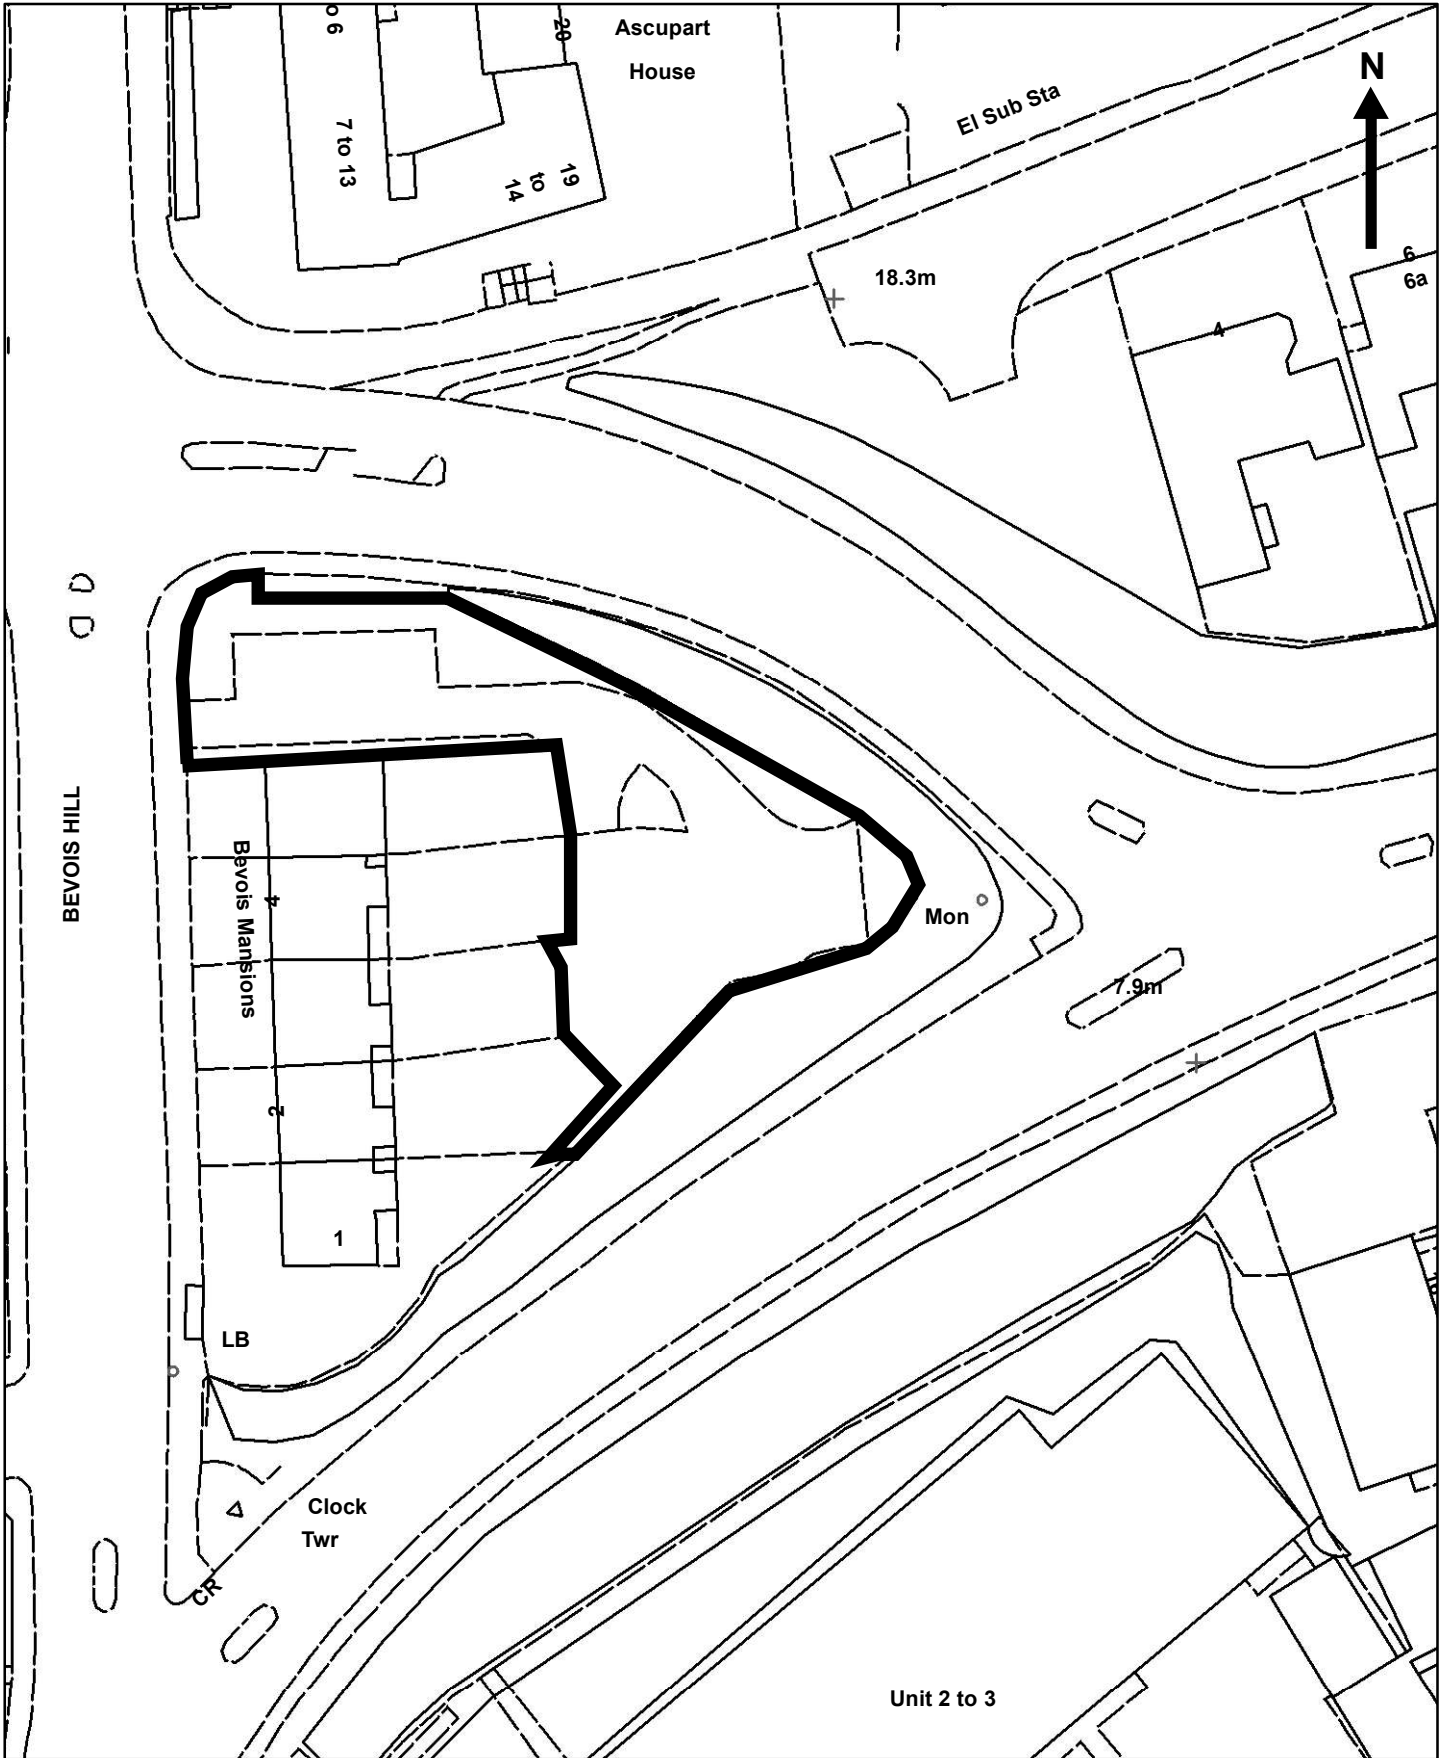 o 6
20
Ascupart
House
N
El Sub Sta
7 to 13
14
to
19
18.3m
6
6a
4
BEVOIS HILL
Bevois Mansions
4
Mon
7.9m
2
1
LB
Clock
Twr
CR
Unit 2 to 3